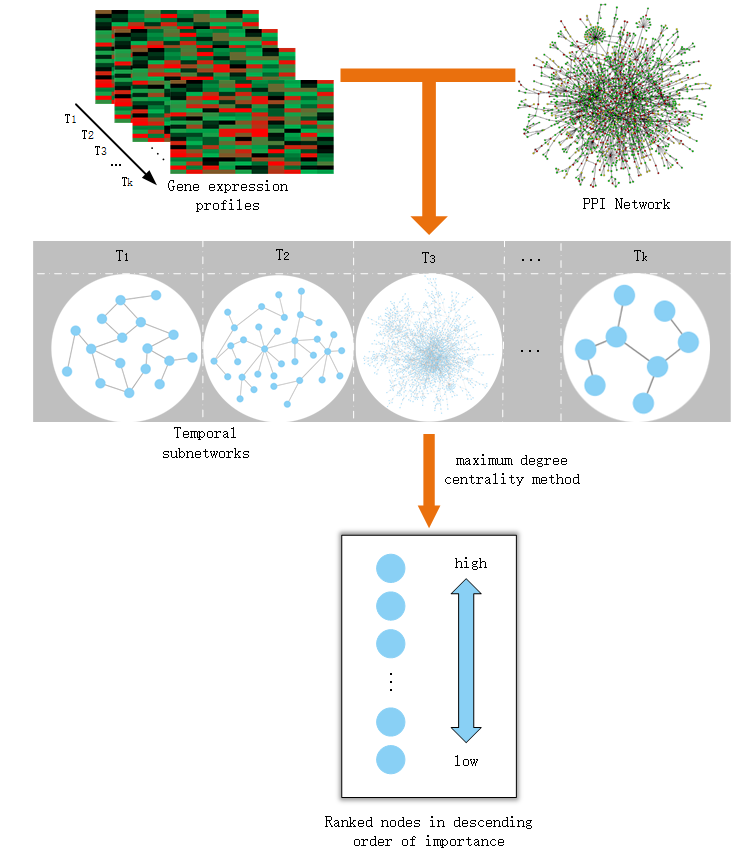 T1
T2
T3
...
Tk
Gene expression
profiles
PPI Network
T1
T2
T3
...
Tk
...
Temporal
subnetworks
maximum degree
centrality method
high
low
Ranked nodes in descending
order of importance